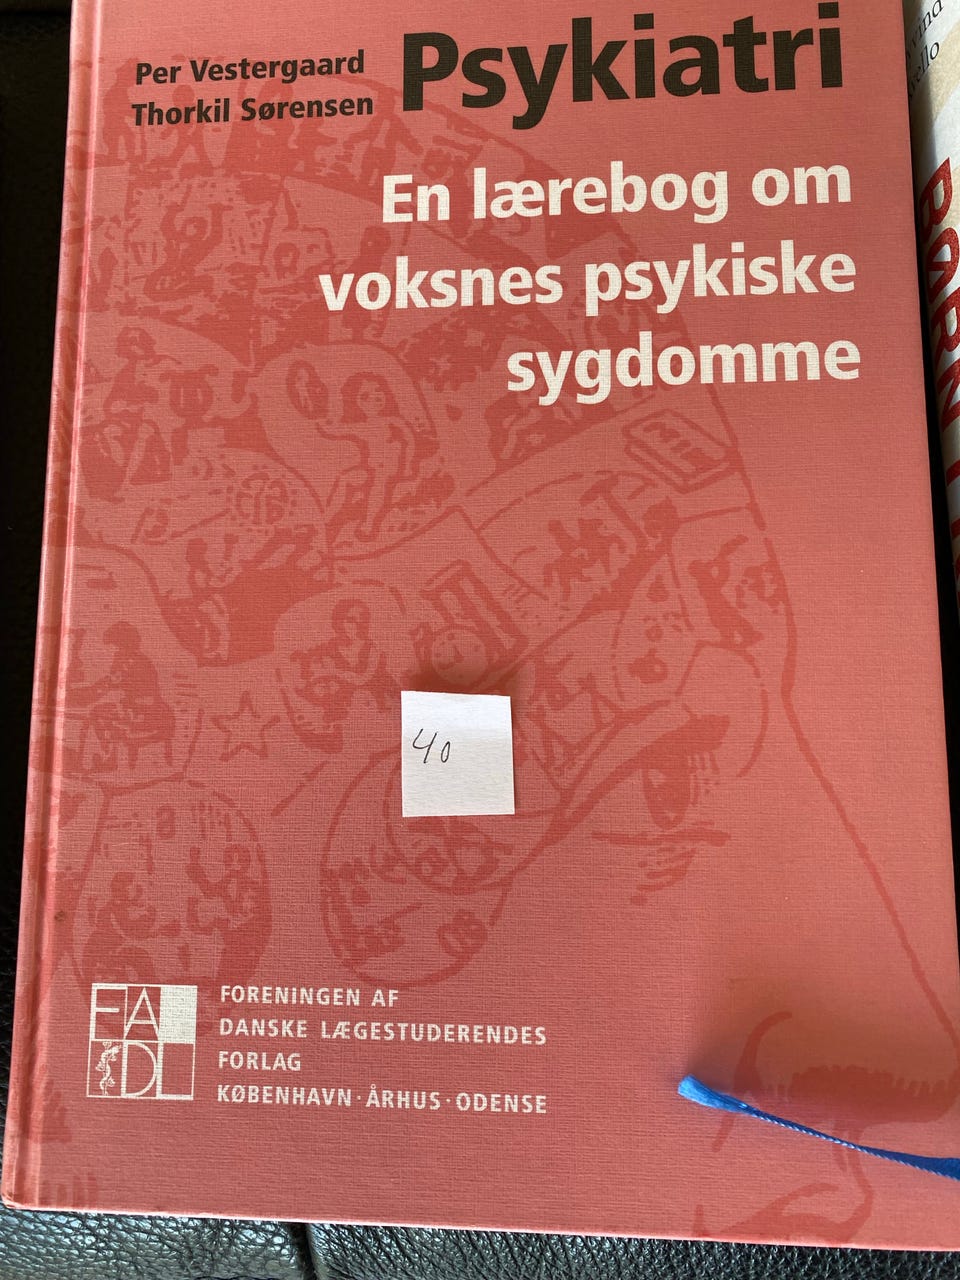 Per Vestergaard
Thorkil Sørensen
Psykiatri
En lærebog om
voksnes psykiske
sygdomme
40
FADL
FORENINGEN AF
DANSKE LÆGESTUDERENDES
FORLAG
KØBENHAVN · ÅRHUS · ODENSE